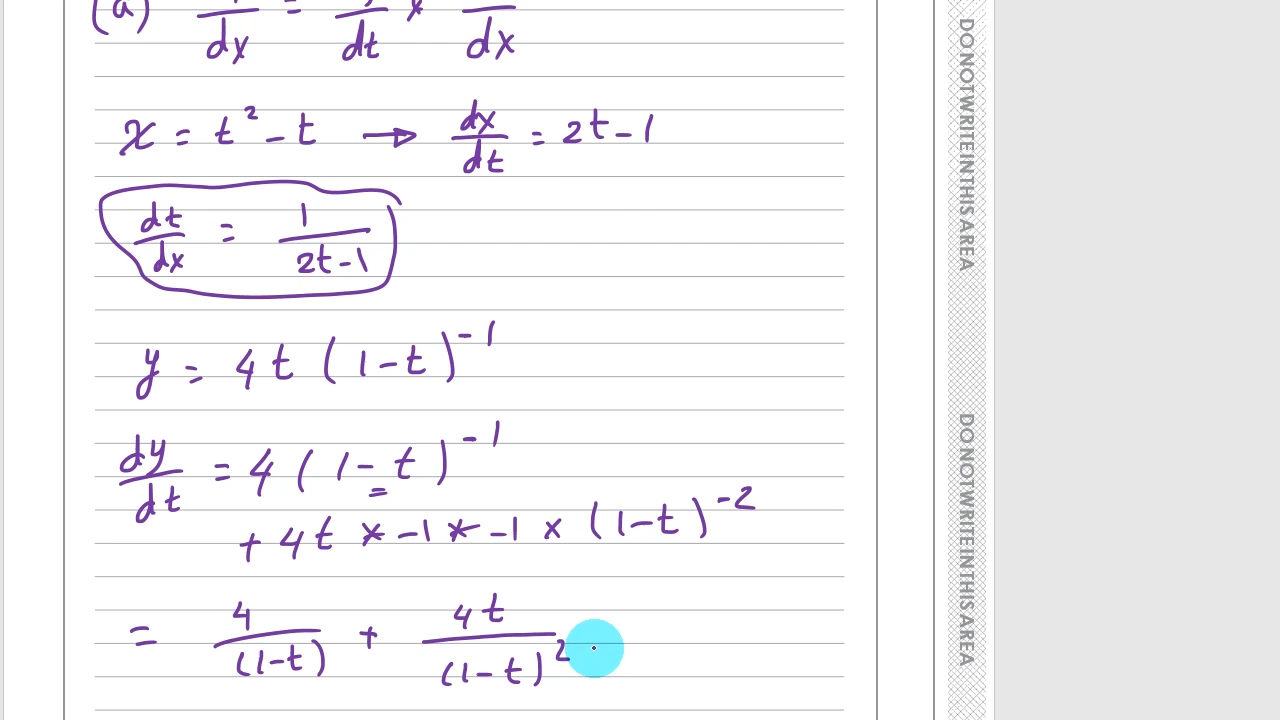 (a) dy/dx = dy/dt × dt/dx
x = t² - t → dx/dt = 2t - 1
dt/dx = 1/(2t - 1)
y = 4t (1 - t)⁻¹
dy/dt = 4 (1 - t)⁻¹
+ 4t × -1 × -1 × (1 - t)⁻²
= 4/(1 - t) + 4t/(1 - t)²
DO NOT WRITE IN THIS AREA
DO NOT WRITE IN THIS AREA